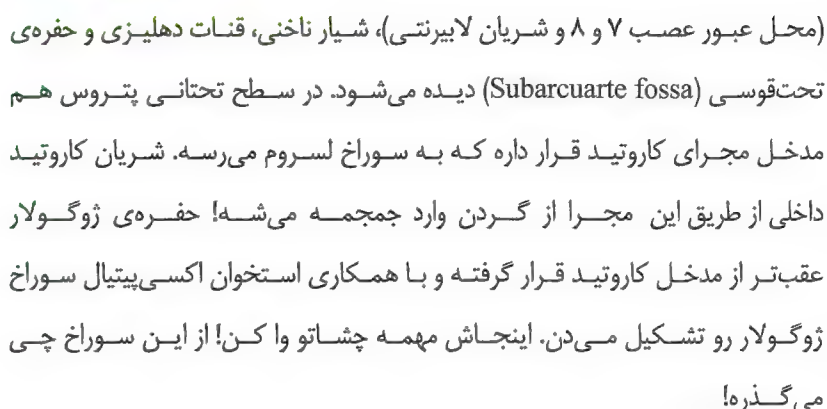 (محل عبور عصب ۷ و ۸ و شریان لابیرنتی)، شیار ناخنی، قنات دهلیزی و حفره‌ی
تحت‌قوسی (Subarcuarte fossa) دیده می‌شود. در سطح تحتانی پتروس هم
مدخل مجرای کاروتید قرار داره که به سوراخ لسروم می‌رسه. شریان کاروتید
داخلی از طریق این مجرا از گردن وارد جمجمه می‌شه! حفره‌ی ژوگولار
عقب‌تر از مدخل کاروتید قرار گرفته و با همکاری استخوان اکسی‌پیتیال سوراخ
ژوگولار رو تشکیل می‌دن. اینجاش مهمه چشاتو وا کن! از این سوراخ چی
می‌گذره!